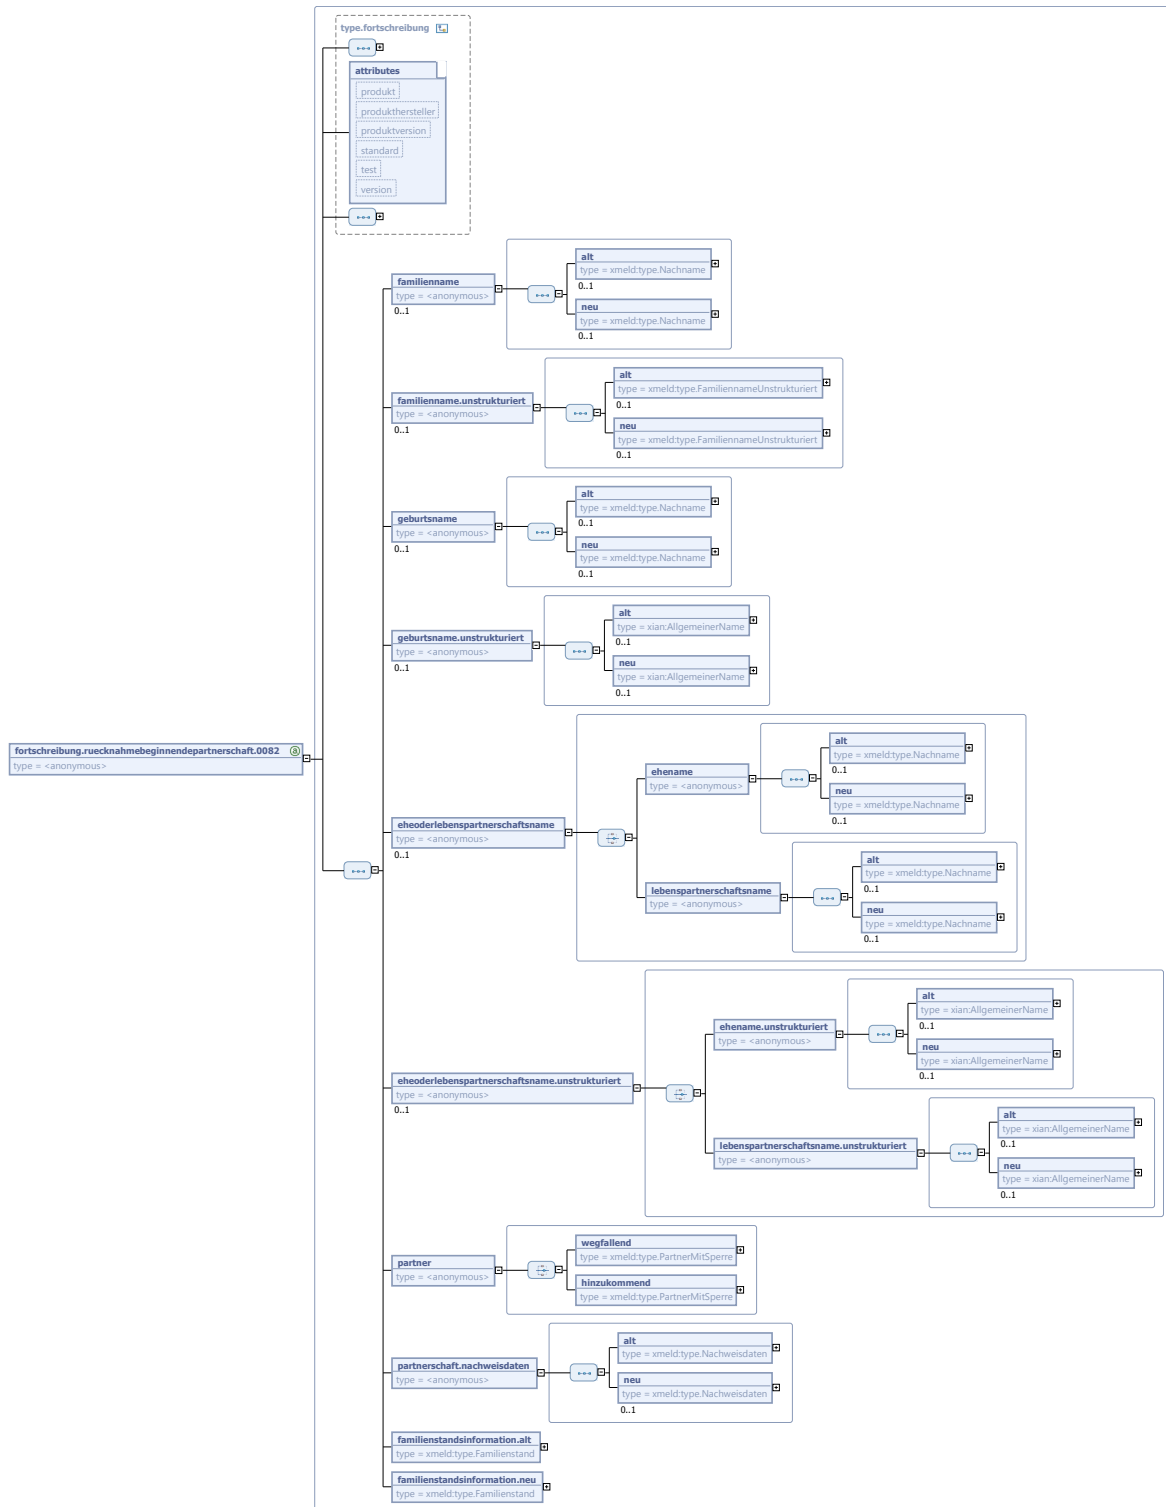 type.fortschreibung
attributes
produkt
produkthersteller
produktversion
standard
test
version
familienname
type = <anonymous>
0..1
alt
type = xmeld:type.Nachname
0..1
neu
type = xmeld:type.Nachname
0..1
familienname.unstrukturiert
type = <anonymous>
0..1
alt
type = xmeld:type.FamiliennameUnstrukturiert
0..1
neu
type = xmeld:type.FamiliennameUnstrukturiert
0..1
geburtsname
type = <anonymous>
0..1
alt
type = xmeld:type.Nachname
0..1
neu
type = xmeld:type.Nachname
0..1
geburtsname.unstrukturiert
type = <anonymous>
0..1
alt
type = xian:AllgemeinerName
0..1
neu
type = xian:AllgemeinerName
0..1
fortschreibung.ruecknahmebeginnendepartnerschaft.0082 a
type = <anonymous>
eheoderlebenspartnerschaftsname
type = <anonymous>
0..1
ehename
type = <anonymous>
alt
type = xmeld:type.Nachname
0..1
neu
type = xmeld:type.Nachname
0..1
lebenspartnerschaftsname
type = <anonymous>
alt
type = xmeld:type.Nachname
0..1
neu
type = xmeld:type.Nachname
0..1
eheoderlebenspartnerschaftsname.unstrukturiert
type = <anonymous>
0..1
ehename.unstrukturiert
type = <anonymous>
alt
type = xian:AllgemeinerName
0..1
neu
type = xian:AllgemeinerName
0..1
lebenspartnerschaftsname.unstrukturiert
type = <anonymous>
alt
type = xian:AllgemeinerName
0..1
neu
type = xian:AllgemeinerName
0..1
partner
type = <anonymous>
wegfallend
type = xmeld:type.PartnerMitSperre
hinzukommend
type = xmeld:type.PartnerMitSperre
partnerschaft.nachweisdaten
type = <anonymous>
alt
type = xmeld:type.Nachweisdaten
neu
type = xmeld:type.Nachweisdaten
0..1
familienstandsinformation.alt
type = xmeld:type.Familienstand
familienstandsinformation.neu
type = xmeld:type.Familienstand